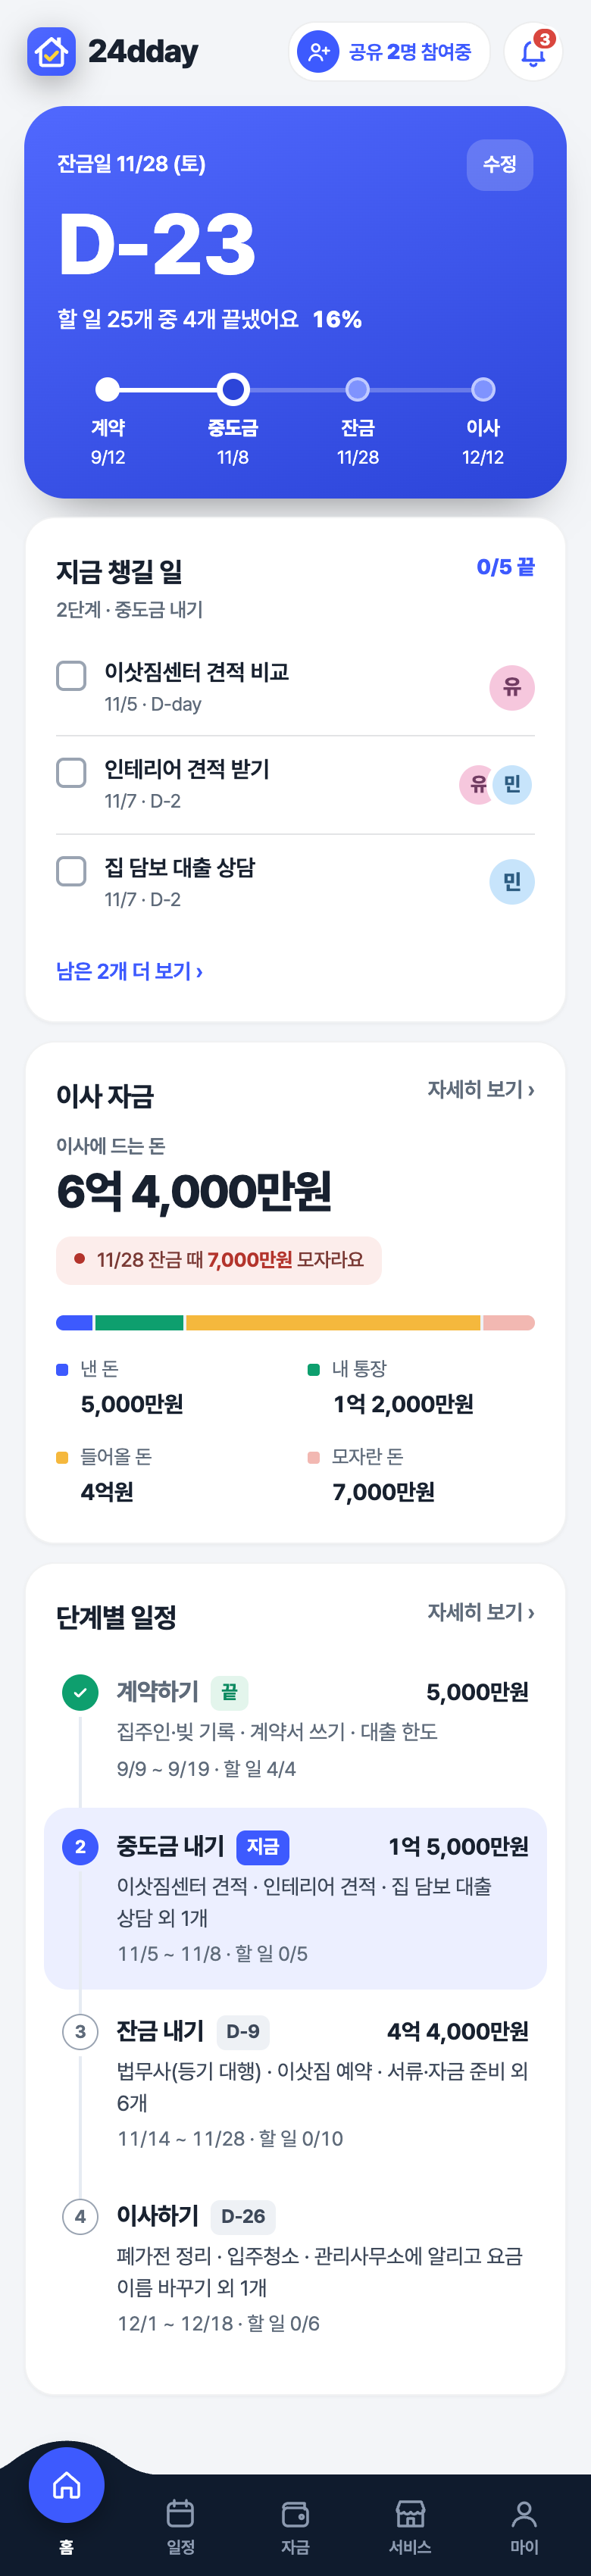 24dday
공유 2명 참여중
3
잔금일 11/28 (토)
수정
D-23
할 일 25개 중 4개 끝냈어요 16%
계약
중도금
잔금
이사
9/12
11/8
11/28
12/12
지금 챙길 일
0/5 끝
2단계 · 중도금 내기
이삿짐센터 견적 비교
11/5 · D-day
유
인테리어 견적 받기
11/7 · D-2
유
민
집 담보 대출 상담
11/7 · D-2
민
남은 2개 더 보기 ›
이사 자금
자세히 보기 ›
이사에 드는 돈
6억 4,000만원
11/28 잔금 때 7,000만원 모자라요
낸 돈
5,000만원
내 통장
1억 2,000만원
들어올 돈
4억원
모자란 돈
7,000만원
단계별 일정
자세히 보기 ›
계약하기 끝 5,000만원
집주인·빚 기록 · 계약서 쓰기 · 대출 한도
9/9 ~ 9/19 · 할 일 4/4
2 중도금 내기 지금 1억 5,000만원
이삿짐센터 견적 · 인테리어 견적 · 집 담보 대출
상담 외 1개
11/5 ~ 11/8 · 할 일 0/5
3 잔금 내기 D-9 4억 4,000만원
법무사(등기 대행) · 이삿짐 예약 · 서류·자금 준비 외
6개
11/14 ~ 11/28 · 할 일 0/10
4 이사하기 D-26
폐가전 정리 · 입주청소 · 관리사무소에 알리고 요금
이름 바꾸기 외 1개
12/1 ~ 12/18 · 할 일 0/6
홈
일정
자금
서비스
마이